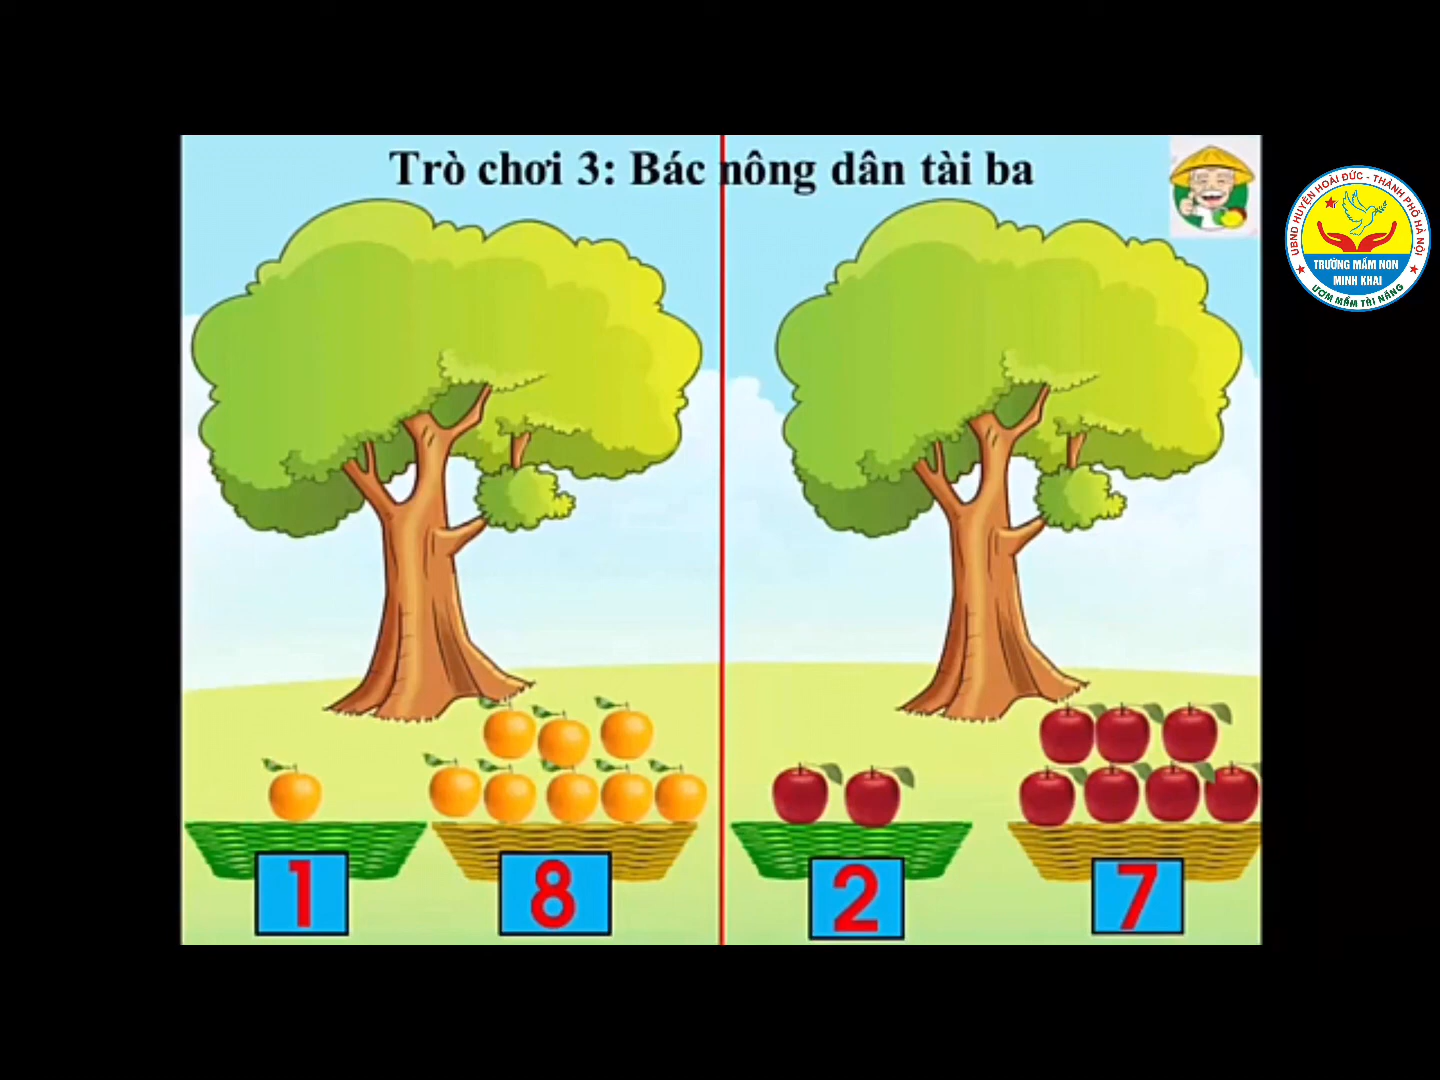 Trò chơi 3: Bác nông dân tài ba
UBND HUYỆN HOÀI ĐỨC - THÀNH PHỐ HÀ NỘI
TRƯỜNG MẦM NON
MINH KHAI
ƯƠM MẦM TÀI NĂNG
1 8 2 7